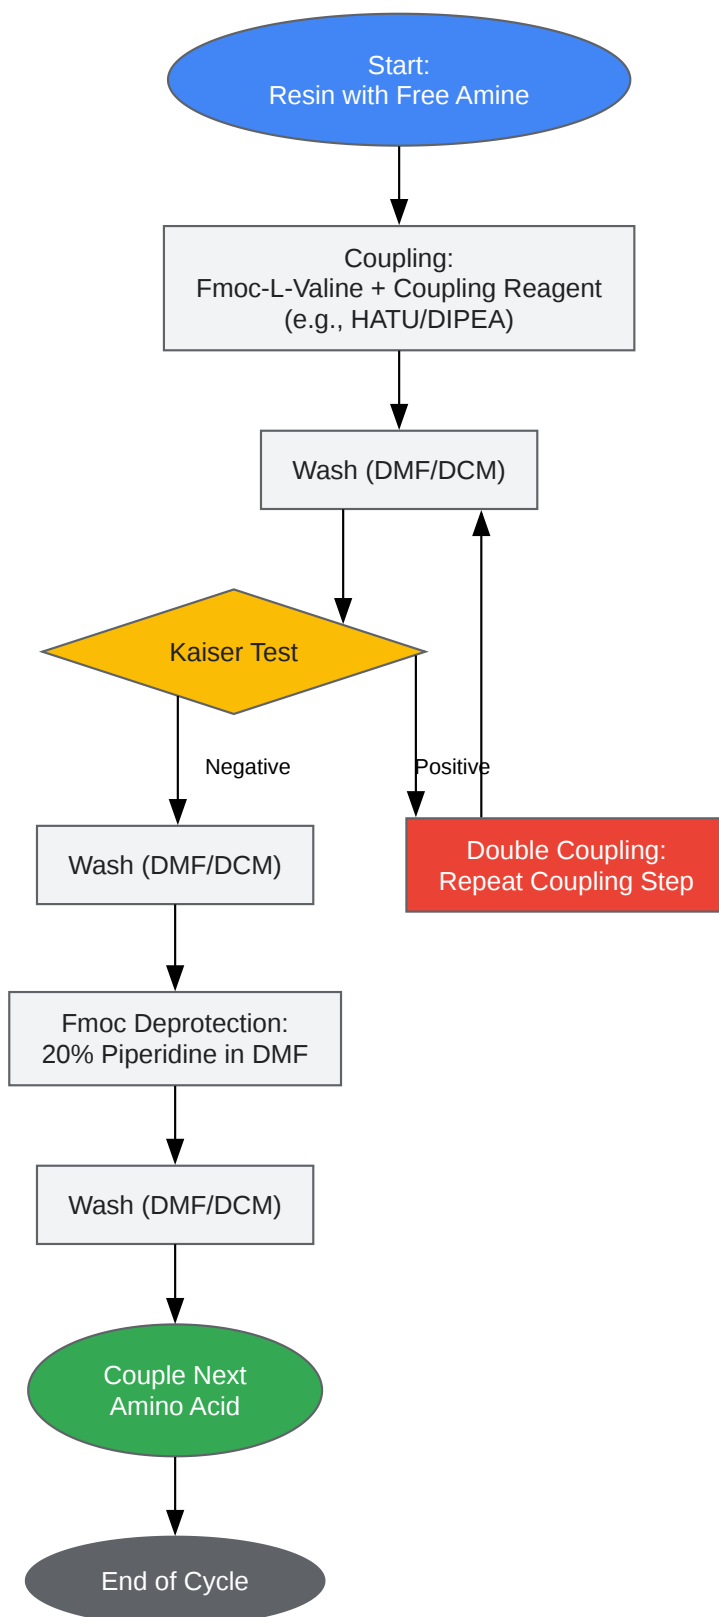 Start:
Resin with Free Amine
Coupling:
Fmoc-L-Valine + Coupling Reagent
(e.g., HATU/DIPEA)
Wash (DMF/DCM)
Kaiser Test
Negative
Positive
Wash (DMF/DCM)
Double Coupling:
Repeat Coupling Step
Fmoc Deprotection:
20% Piperidine in DMF
Wash (DMF/DCM)
Couple Next
Amino Acid
End of Cycle